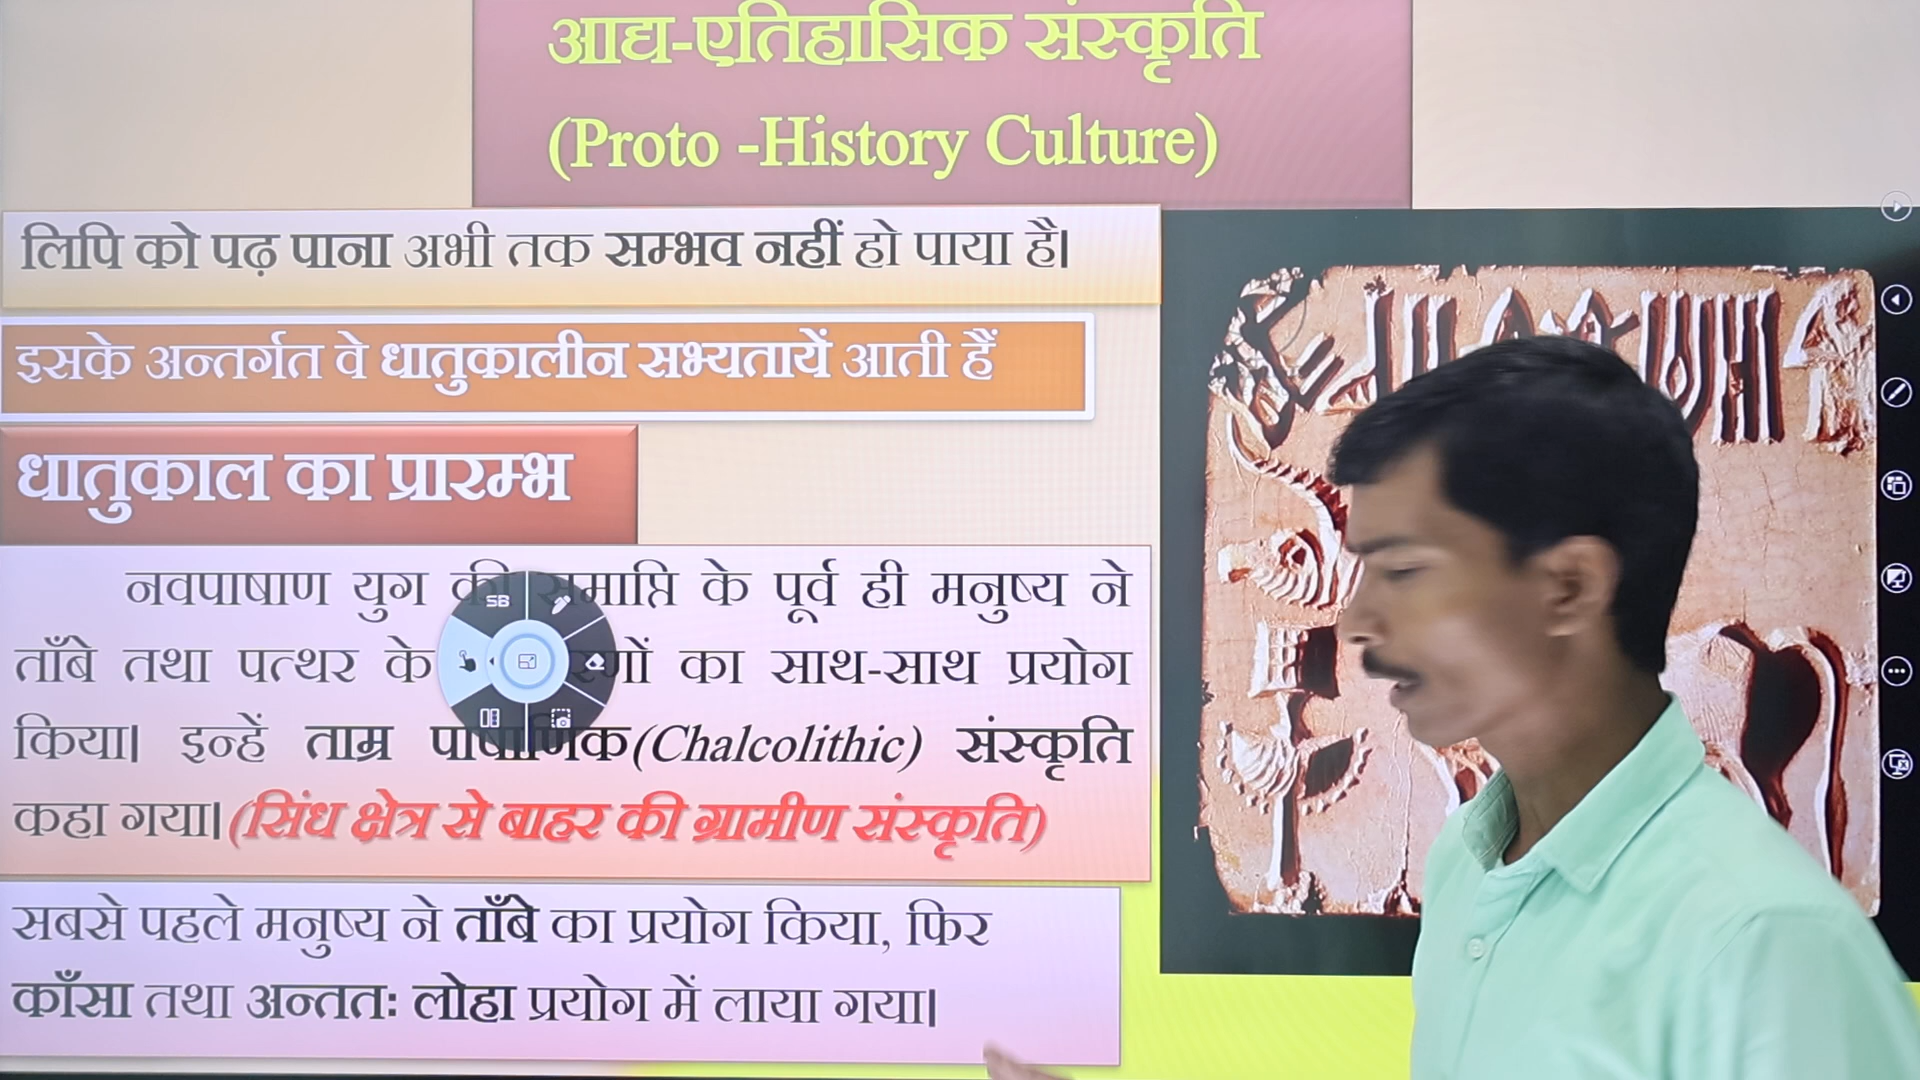 आद्य-एतिहासिक संस्कृति
(Proto -History Culture)
लिपि को पढ़ पाना अभी तक सम्भव नहीं हो पाया है।
इसके अन्तर्गत वे धातुकालीन सभ्यतायें आती हैं
धातुकाल का प्रारम्भ
नवपाषाण युग की समाप्ति के पूर्व ही मनुष्य ने
ताँबे तथा पत्थर के का साथ-साथ प्रयोग
किया। इन्हें ताम्र पाषाणिक(Chalcolithic) संस्कृति
कहा गया।(सिंध क्षेत्र से बाहर की ग्रामीण संस्कृति)
सबसे पहले मनुष्य ने ताँबे का प्रयोग किया, फिर
काँसा तथा अन्ततः लोहा प्रयोग में लाया गया।